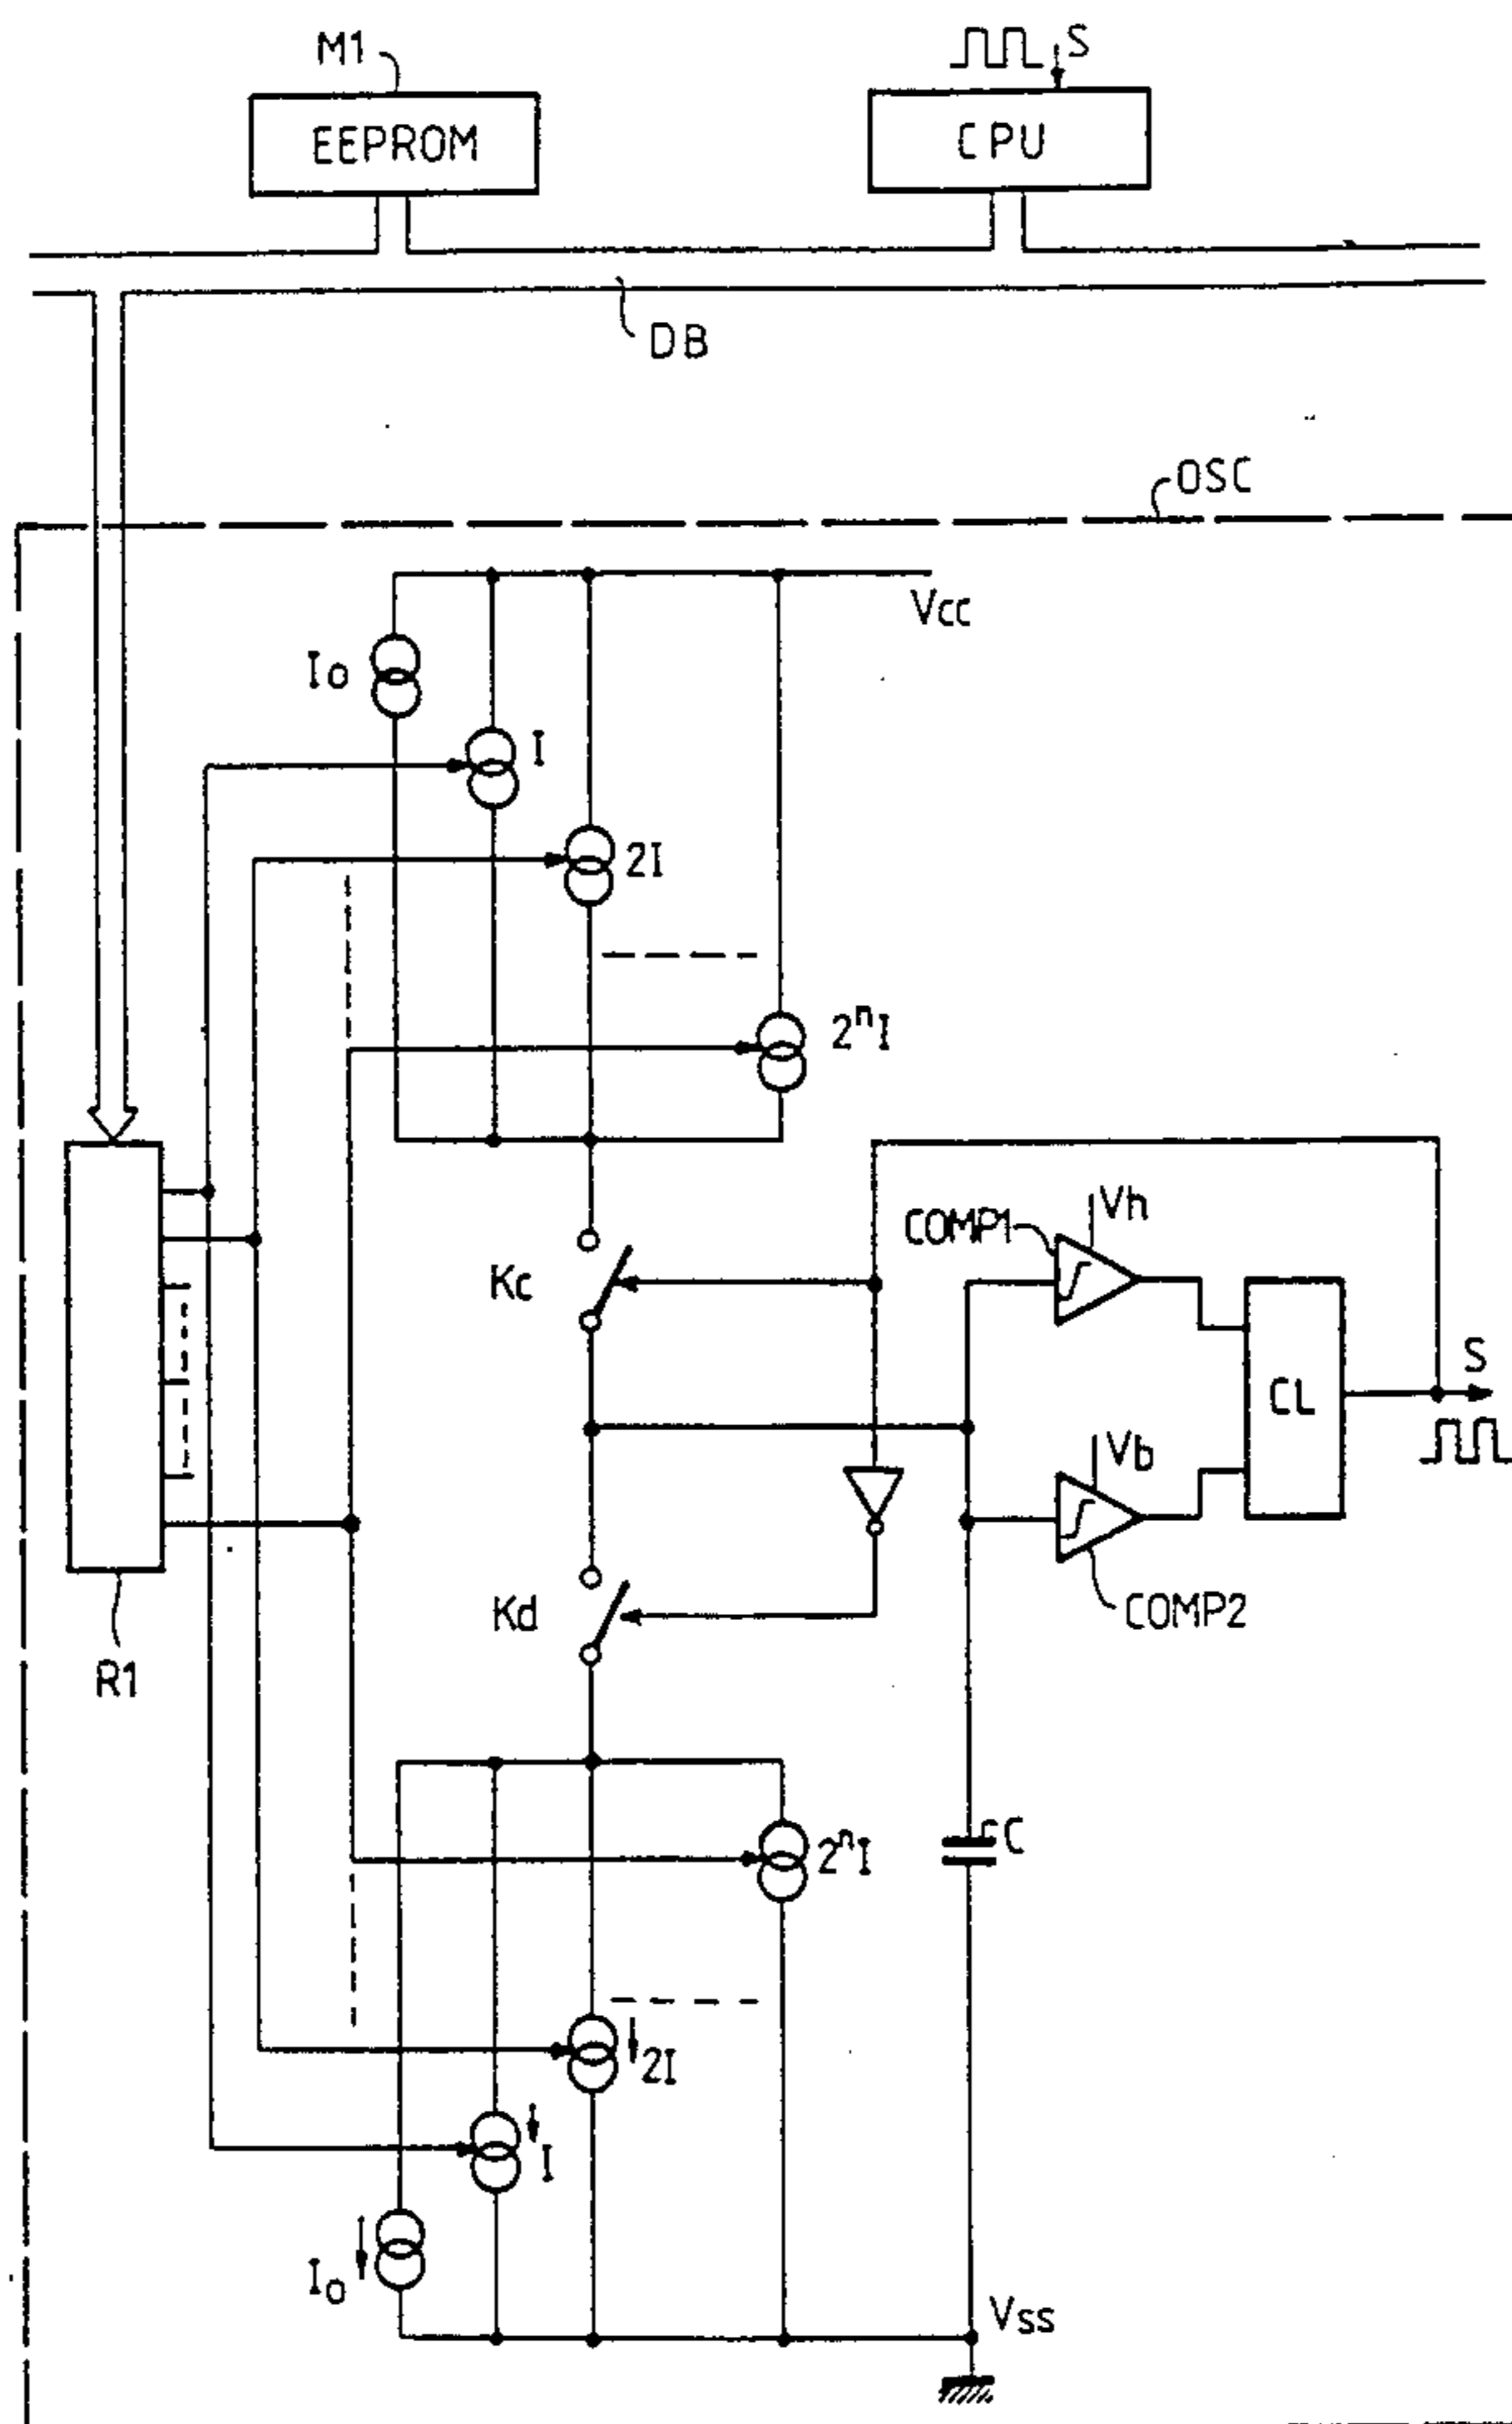 M1
S
EEPROM
CPU
DB
OSC
Vcc
Io
I
2I
2ⁿI
COMP1
Vh
Kc
S
CL
Vb
Kd
COMP2
R1
2ⁿI
C
2I
I
Io
Vss